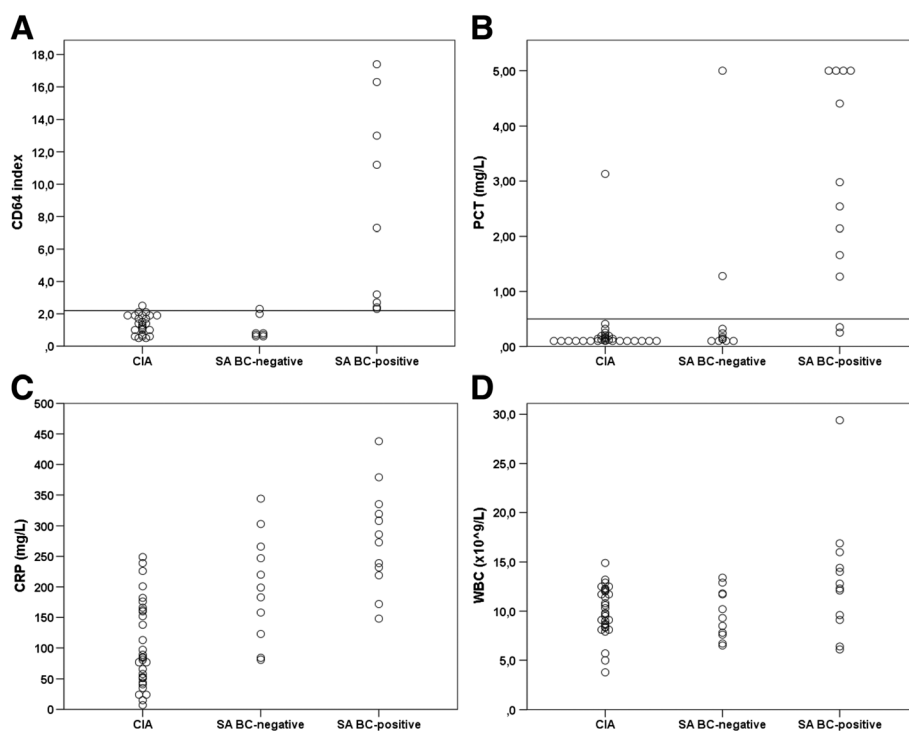 A
18,0
16,0
14,0
12,0
10,0
8,0
6,0
4,0
2,0
,0
CD64 index
CIA
SA BC-negative
SA BC-positive
B
5,00
4,00
3,00
2,00
1,00
,00
PCT (mg/L)
CIA
SA BC-negative
SA BC-positive
C
500
450
400
350
300
250
200
150
100
50
0
CRP (mg/L)
CIA
SA BC-negative
SA BC-positive
D
30,0
25,0
20,0
15,0
10,0
5,0
,0
WBC (x10^9/L)
CIA
SA BC-negative
SA BC-positive